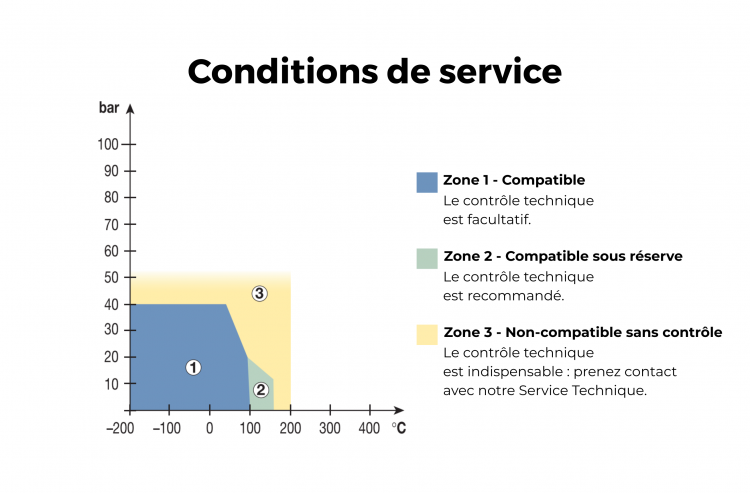 Conditions de service
bar
100
90
80
70
60
50
40
30
20
10
-200 -100 0 100 200 300 400 °C
1
2
3
Zone 1 - Compatible
Le contrôle technique
est facultatif.
Zone 2 - Compatible sous réserve
Le contrôle technique
est recommandé.
Zone 3 - Non-compatible sans contrôle
Le contrôle technique
est indispensable : prenez contact
avec notre Service Technique.